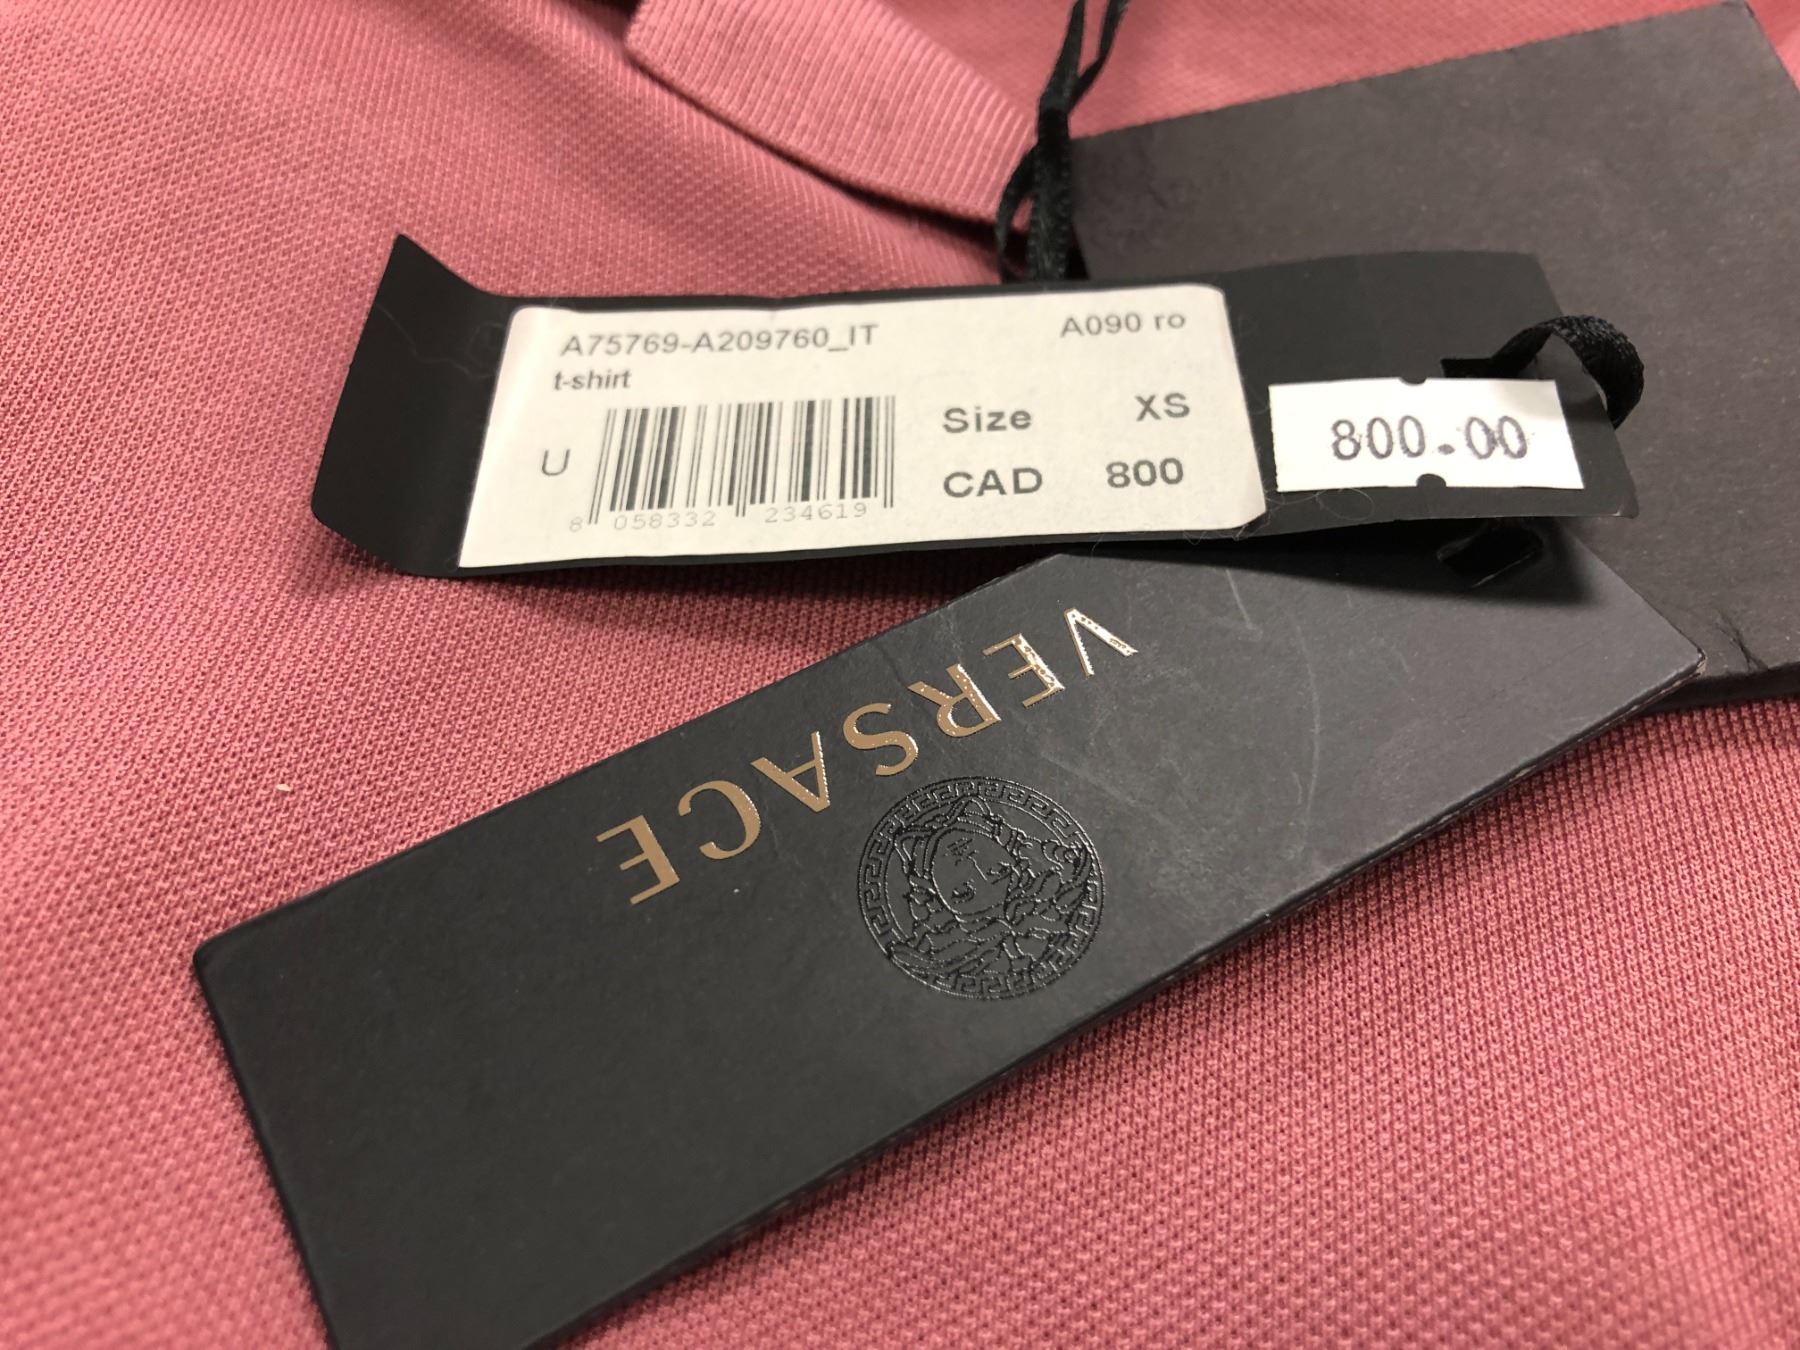 A75769-A209760_IT A090 ro
t-shirt
Size XS
U
CAD 800
8 058332 234619
800.00
VERSACE